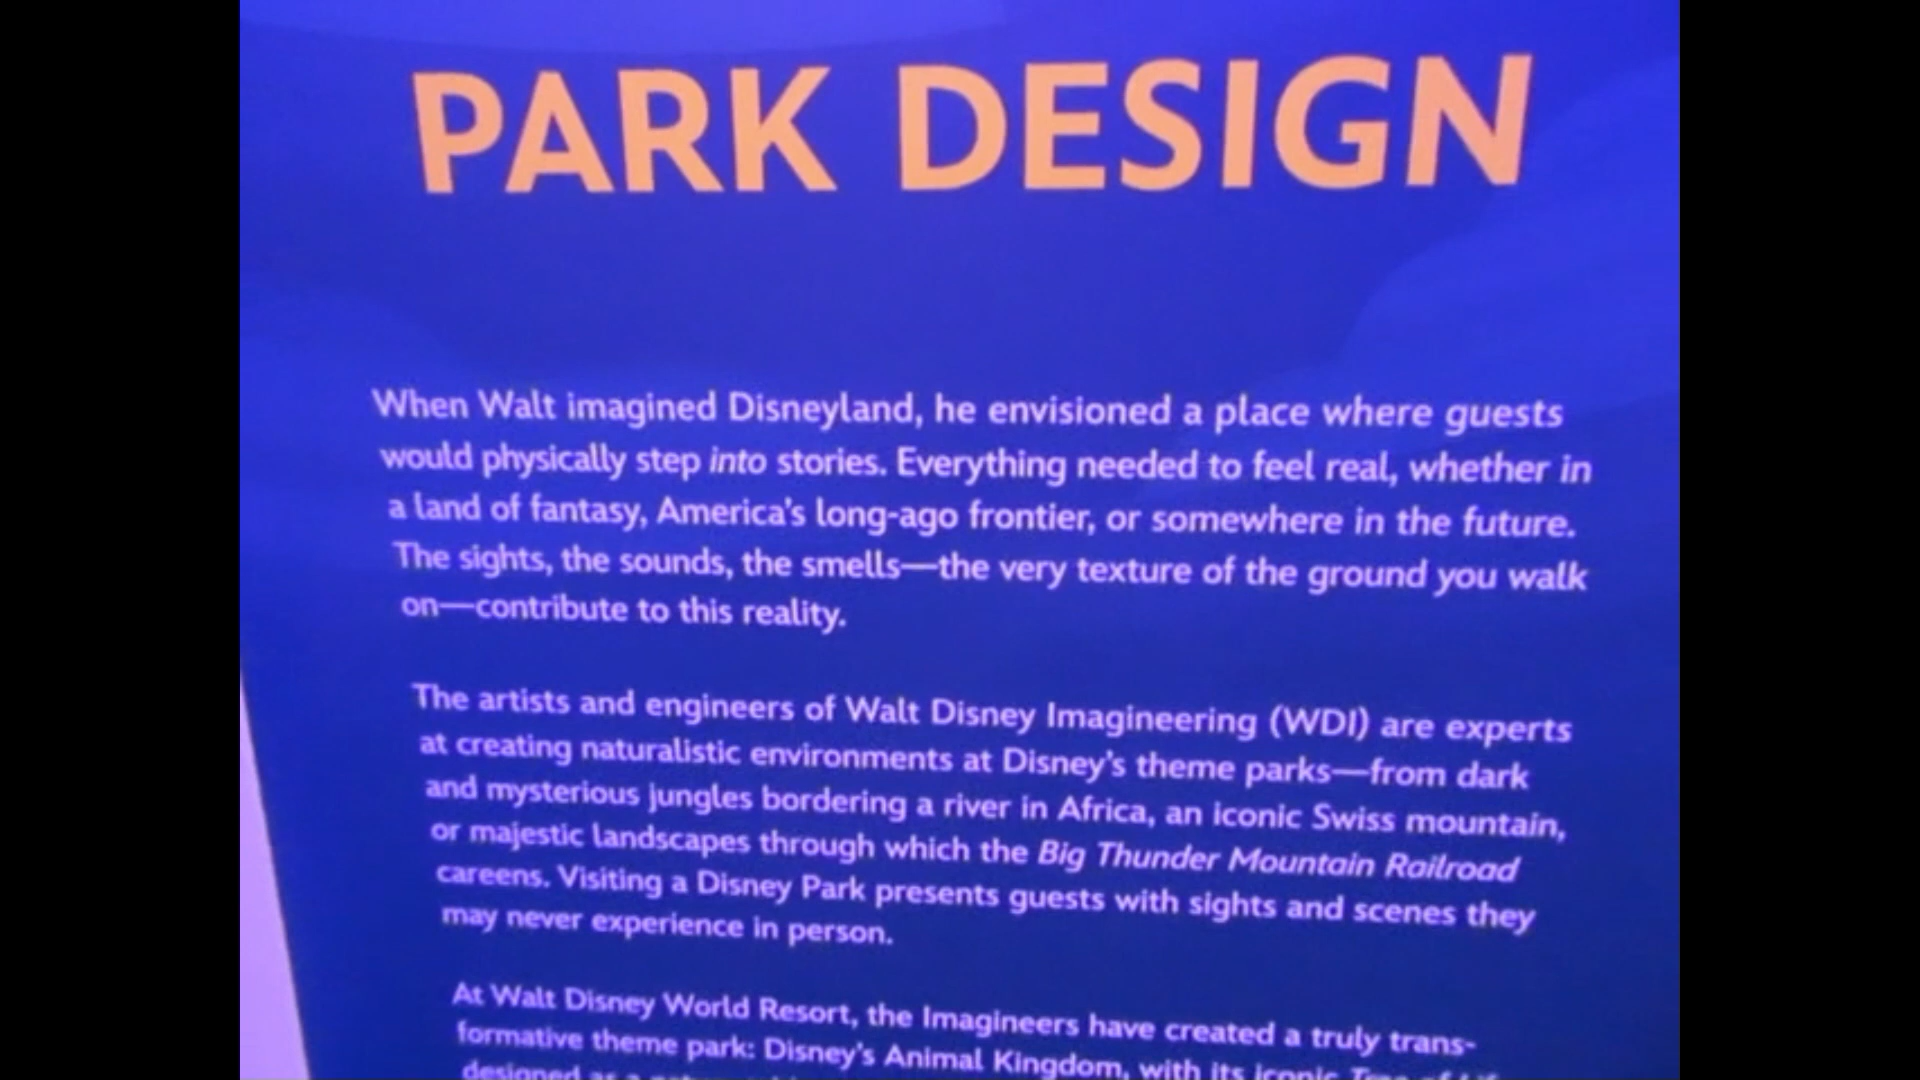 PARK DESIGN
When Walt imagined Disneyland, he envisioned a place where guests
would physically step into stories. Everything needed to feel real, whether in
a land of fantasy, America's long-ago frontier, or somewhere in the future.
The sights, the sounds, the smells—the very texture of the ground you walk
on—contribute to this reality.
The artists and engineers of Walt Disney Imagineering (WDI) are experts
at creating naturalistic environments at Disney's theme parks—from dark
and mysterious jungles bordering a river in Africa, an iconic Swiss mountain,
or majestic landscapes through which the Big Thunder Mountain Railroad
careens. Visiting a Disney Park presents guests with sights and scenes they
may never experience in person.
At Walt Disney World Resort, the Imagineers have created a truly trans-
formative theme park: Disney's Animal Kingdom, with its iconic Tree of
designed as a